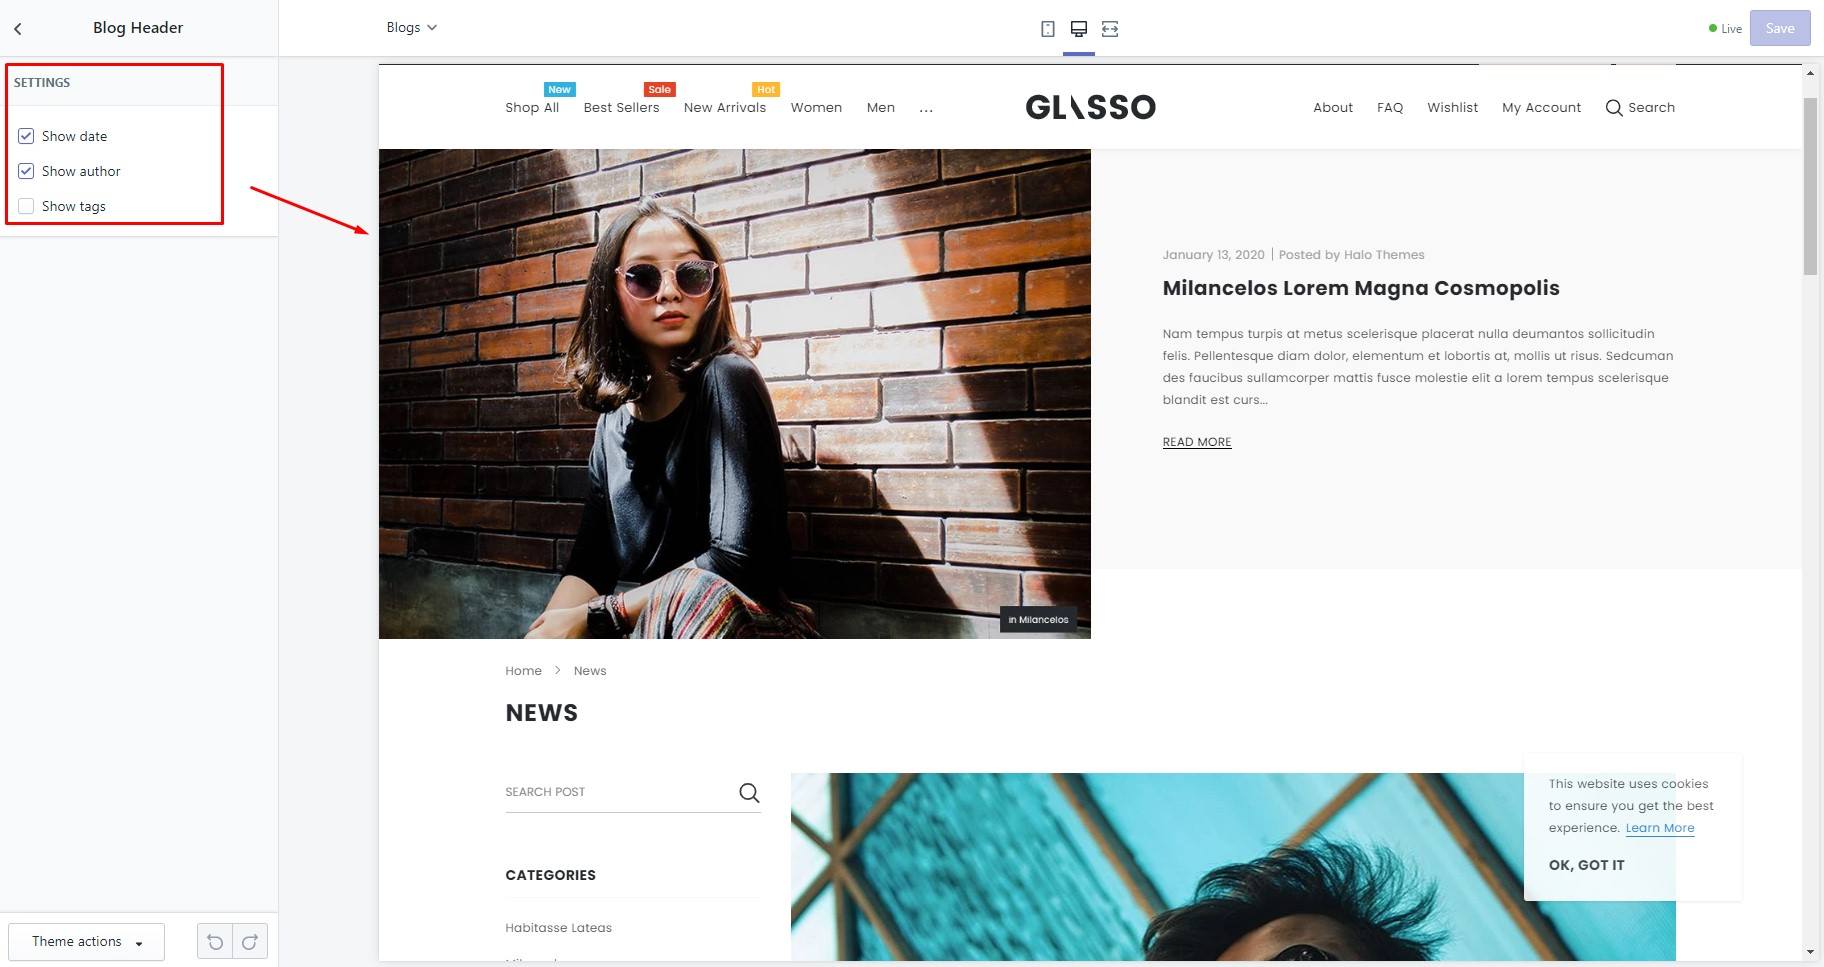 Blog Header
Blogs
Live
Save
SETTINGS
Show date
Show author
Show tags
New
Sale
Hot
Shop All
Best Sellers
New Arrivals
Women
Men
...
GLASSO
About
FAQ
Wishlist
My Account
Search
January 13, 2020 | Posted by Halo Themes
Milancelos Lorem Magna Cosmopolis
Nam tempus turpis at metus scelerisque placerat nulla deumantos sollicitudin
felis. Pellentesque diam dolor, elementum et lobortis at, mollis ut risus. Sedcuman
des faucibus sullamcorper mattis fusce molestie elit a lorem tempus scelerisque
blandit est curs...
READ MORE
in Milancelos
Home > News
NEWS
SEARCH POST
CATEGORIES
Habitasse Lateas
This website uses cookies
to ensure you get the best
experience. Learn More
OK, GOT IT
Theme actions